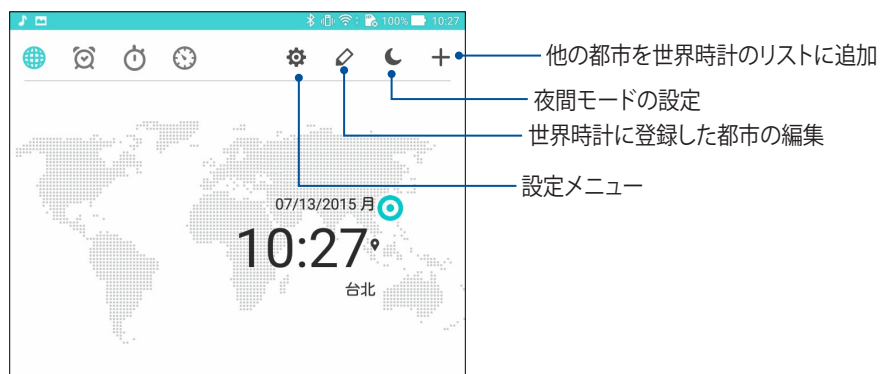 100% 10:27
他の都市を世界時計のリストに追加
夜間モードの設定
世界時計に登録した都市の編集
設定メニュー
07/13/2015 月
10:27
台北